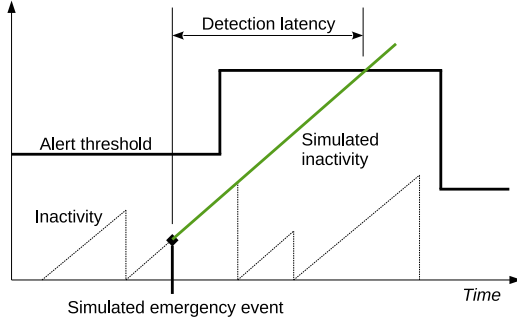 Detection latency
Alert threshold
Simulated
inactivity
Inactivity
Time
Simulated emergency event